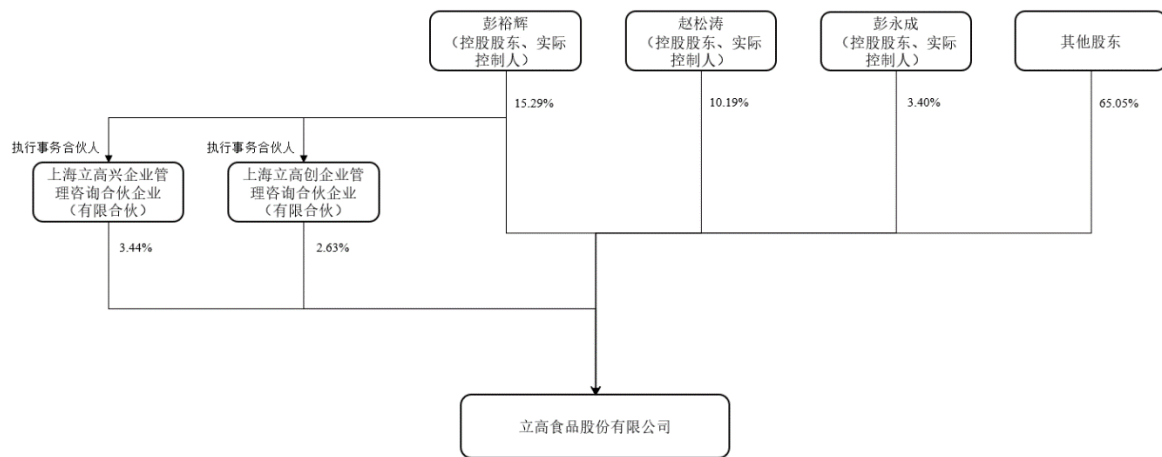 彭裕辉
（控股股东、实际
控制人）
赵松涛
（控股股东、实际
控制人）
彭永成
（控股股东、实际
控制人）
其他股东
15.29%
10.19%
3.40%
65.05%
执行事务合伙人
执行事务合伙人
上海立高兴企业管
理咨询合伙企业
（有限合伙）
上海立高创企业管
理咨询合伙企业
（有限合伙）
3.44%
2.63%
立高食品股份有限公司